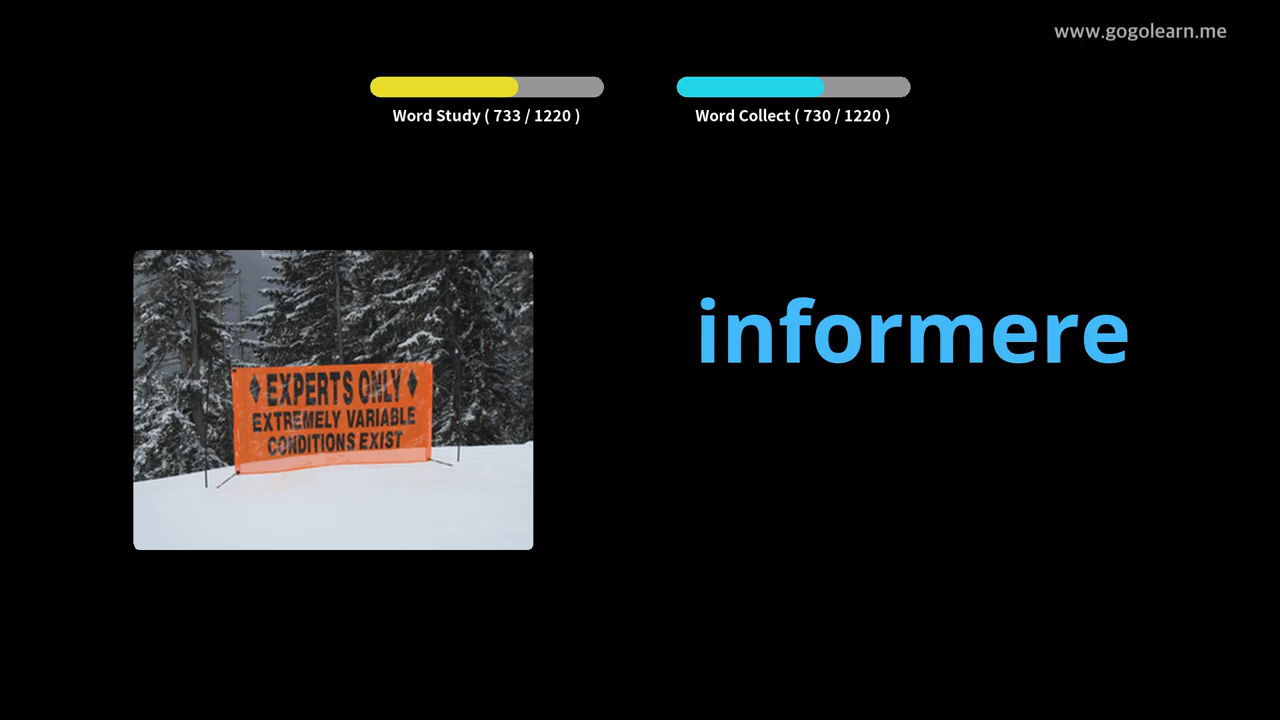 www.gogolearn.me
Word Study ( 733 / 1220 )
Word Collect ( 730 / 1220 )
EXPERTS ONLY
EXTREMELY VARIABLE
CONDITIONS EXIST
informere